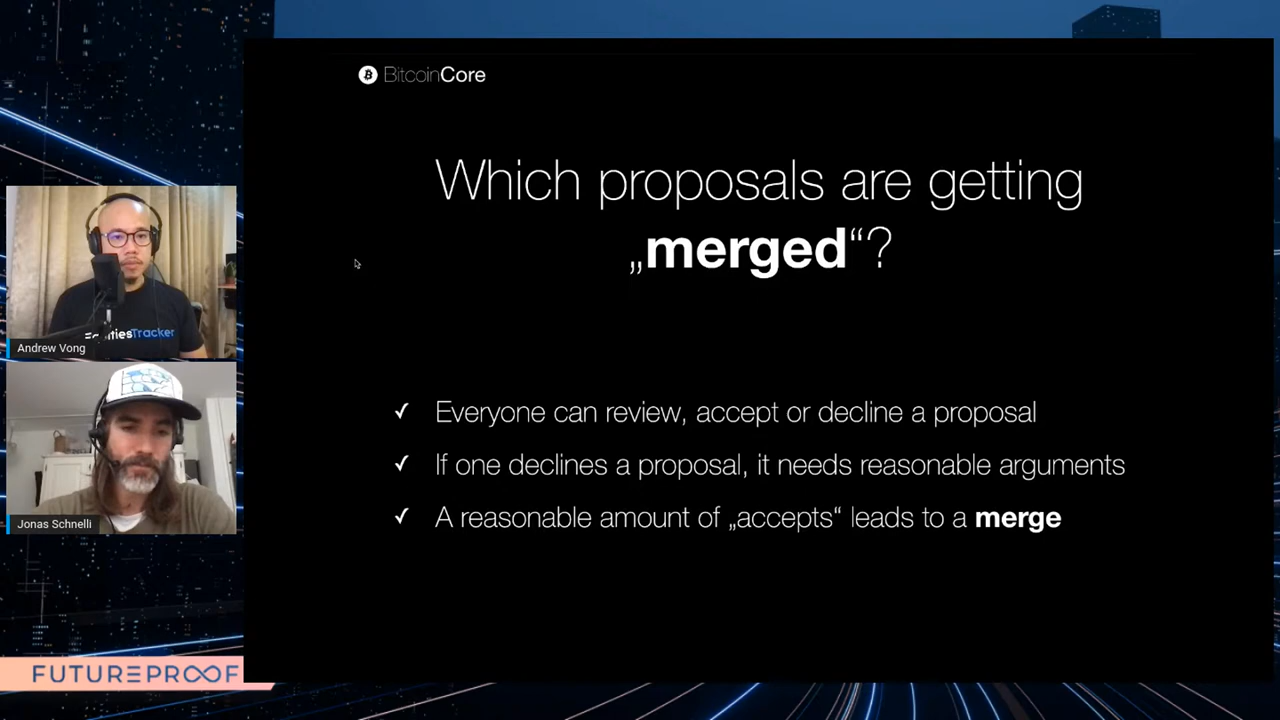 BitcoinCore
Which proposals are getting
„merged“?
✓ Everyone can review, accept or decline a proposal
✓ If one declines a proposal, it needs reasonable arguments
✓ A reasonable amount of „accepts“ leads to a merge
Tracker
Andrew Vong
Jonas Schnelli
FUTUREPROOF